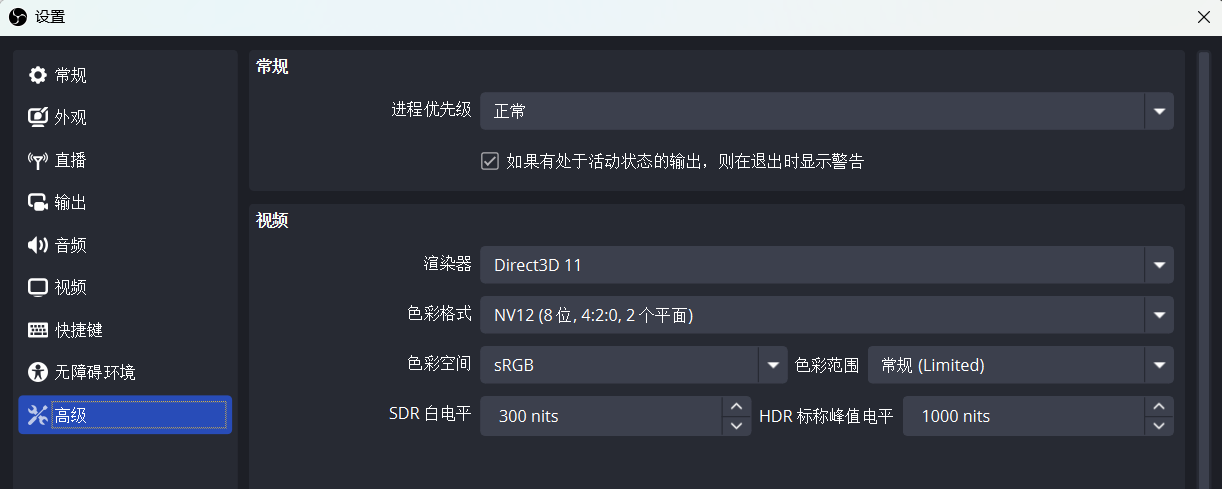 设置
常规
外观
直播
输出
音频
视频
快捷键
无障碍环境
高级
常规
进程优先级 正常
如果有处于活动状态的输出，则在退出时显示警告
视频
渲染器 Direct3D 11
色彩格式 NV12 (8 位, 4:2:0, 2 个平面)
色彩空间 sRGB 色彩范围 常规 (Limited)
SDR 白电平 300 nits HDR 标称峰值电平 1000 nits